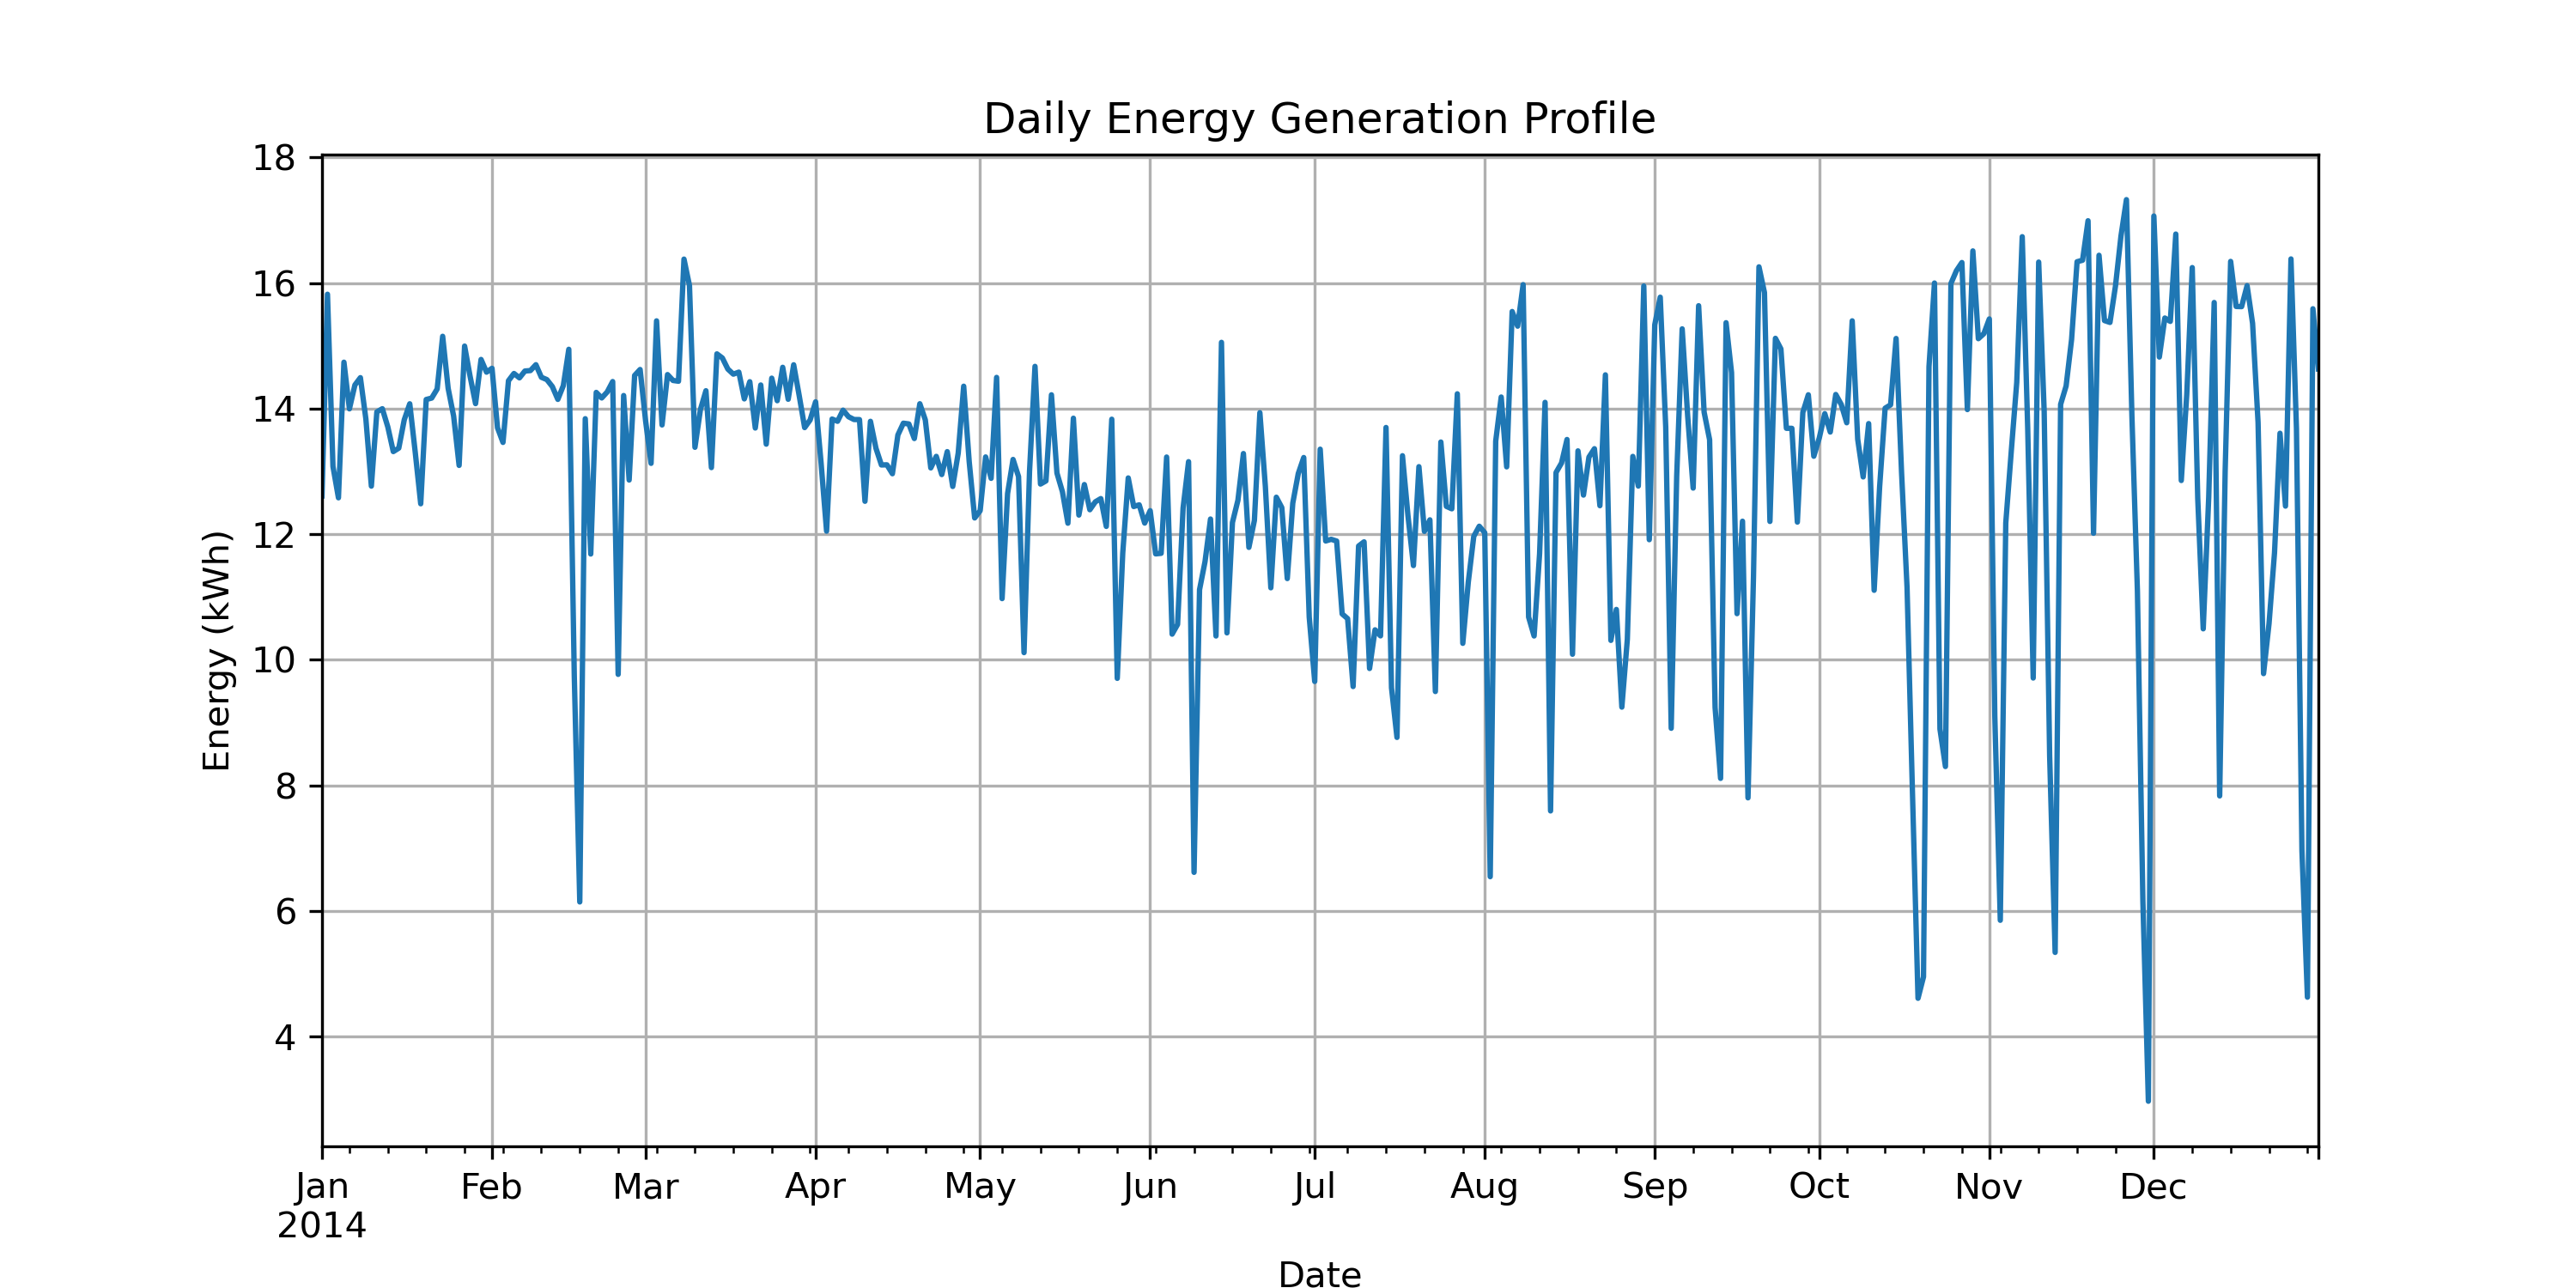 Daily Energy Generation Profile
18
16
14
12
10
8
6
4
Energy (kWh)
Jan Feb Mar Apr May Jun Jul Aug Sep Oct Nov Dec
2014
Date